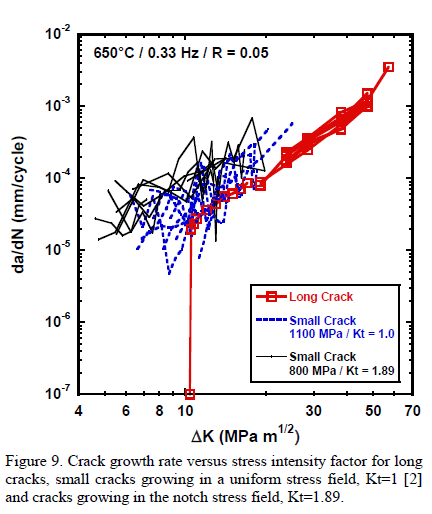 10⁻²
650°C / 0.33 Hz / R = 0.05
10⁻³
10⁻⁴
10⁻⁵
10⁻⁶
10⁻⁷
da/dN (mm/cycle)
Long Crack
Small Crack
1100 MPa / Kt = 1.0
Small Crack
800 MPa / Kt = 1.89
4 6 8 10 30 50 70
ΔK (MPa m^1/2)
Figure 9. Crack growth rate versus stress intensity factor for long
cracks, small cracks growing in a uniform stress field, Kt=1 [2]
and cracks growing in the notch stress field, Kt=1.89.